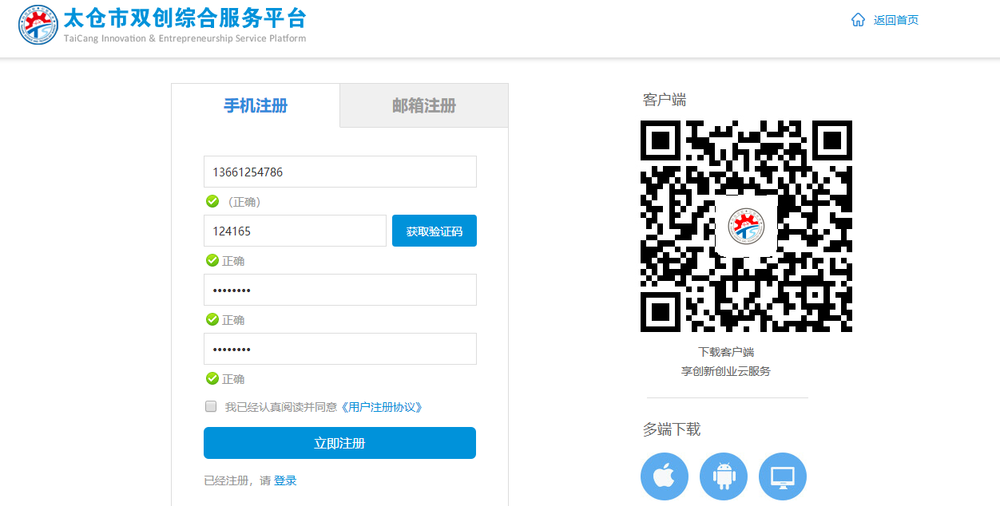 太仓市双创综合服务平台
TaiCang Innovation & Entrepreneurship Service Platform
返回首页
手机注册
邮箱注册
13661254786
（正确）
124165
获取验证码
正确
••••••••
正确
••••••••
正确
我已经认真阅读并同意《用户注册协议》
立即注册
已经注册，请 登录
客户端
下载客户端
享创新创业云服务
多端下载